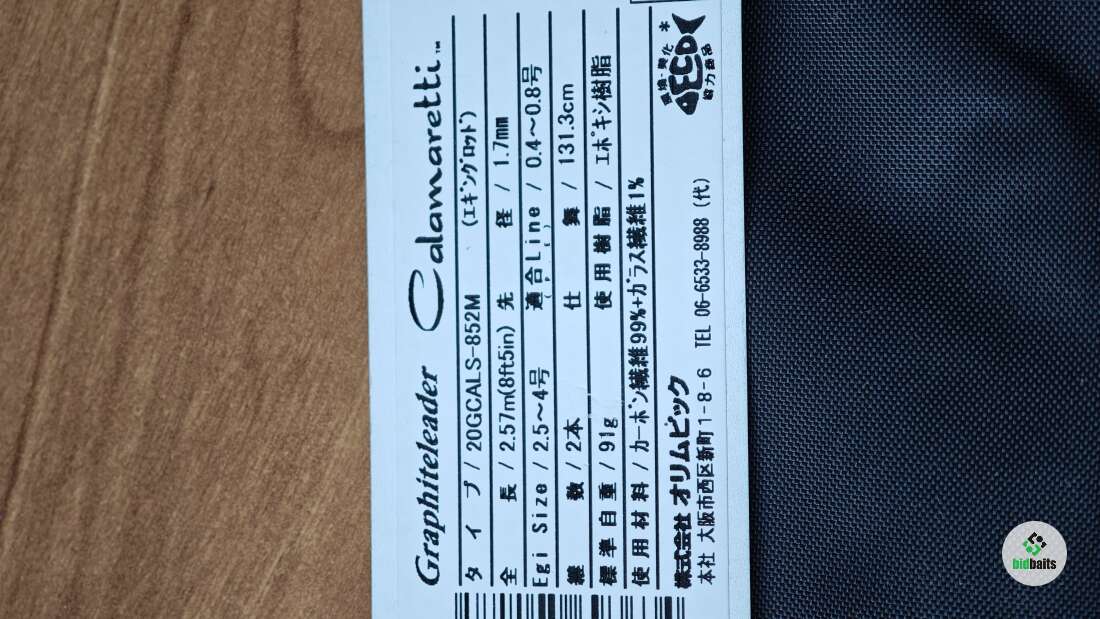 Graphiteleader Calamaretti™
タイプ / 20GCALS-852M (エギングロッド)
全長 / 2.57m(8ft5in) 先径 / 1.7mm
Egi Size / 2.5～4号 適合Line / 0.4～0.8号
継数 / 2本 仕舞 / 131.3cm
標準自重 / 91g 使用樹脂 / エポキシ樹脂
使用材料 / カーボン繊維99%+ガラス繊維1%
株式会社 オリムピック
本社 大阪市西区新町1-8-6 TEL 06-6533-8988 (代)
環境・美化
*
ECO
協力商品
bidbaits